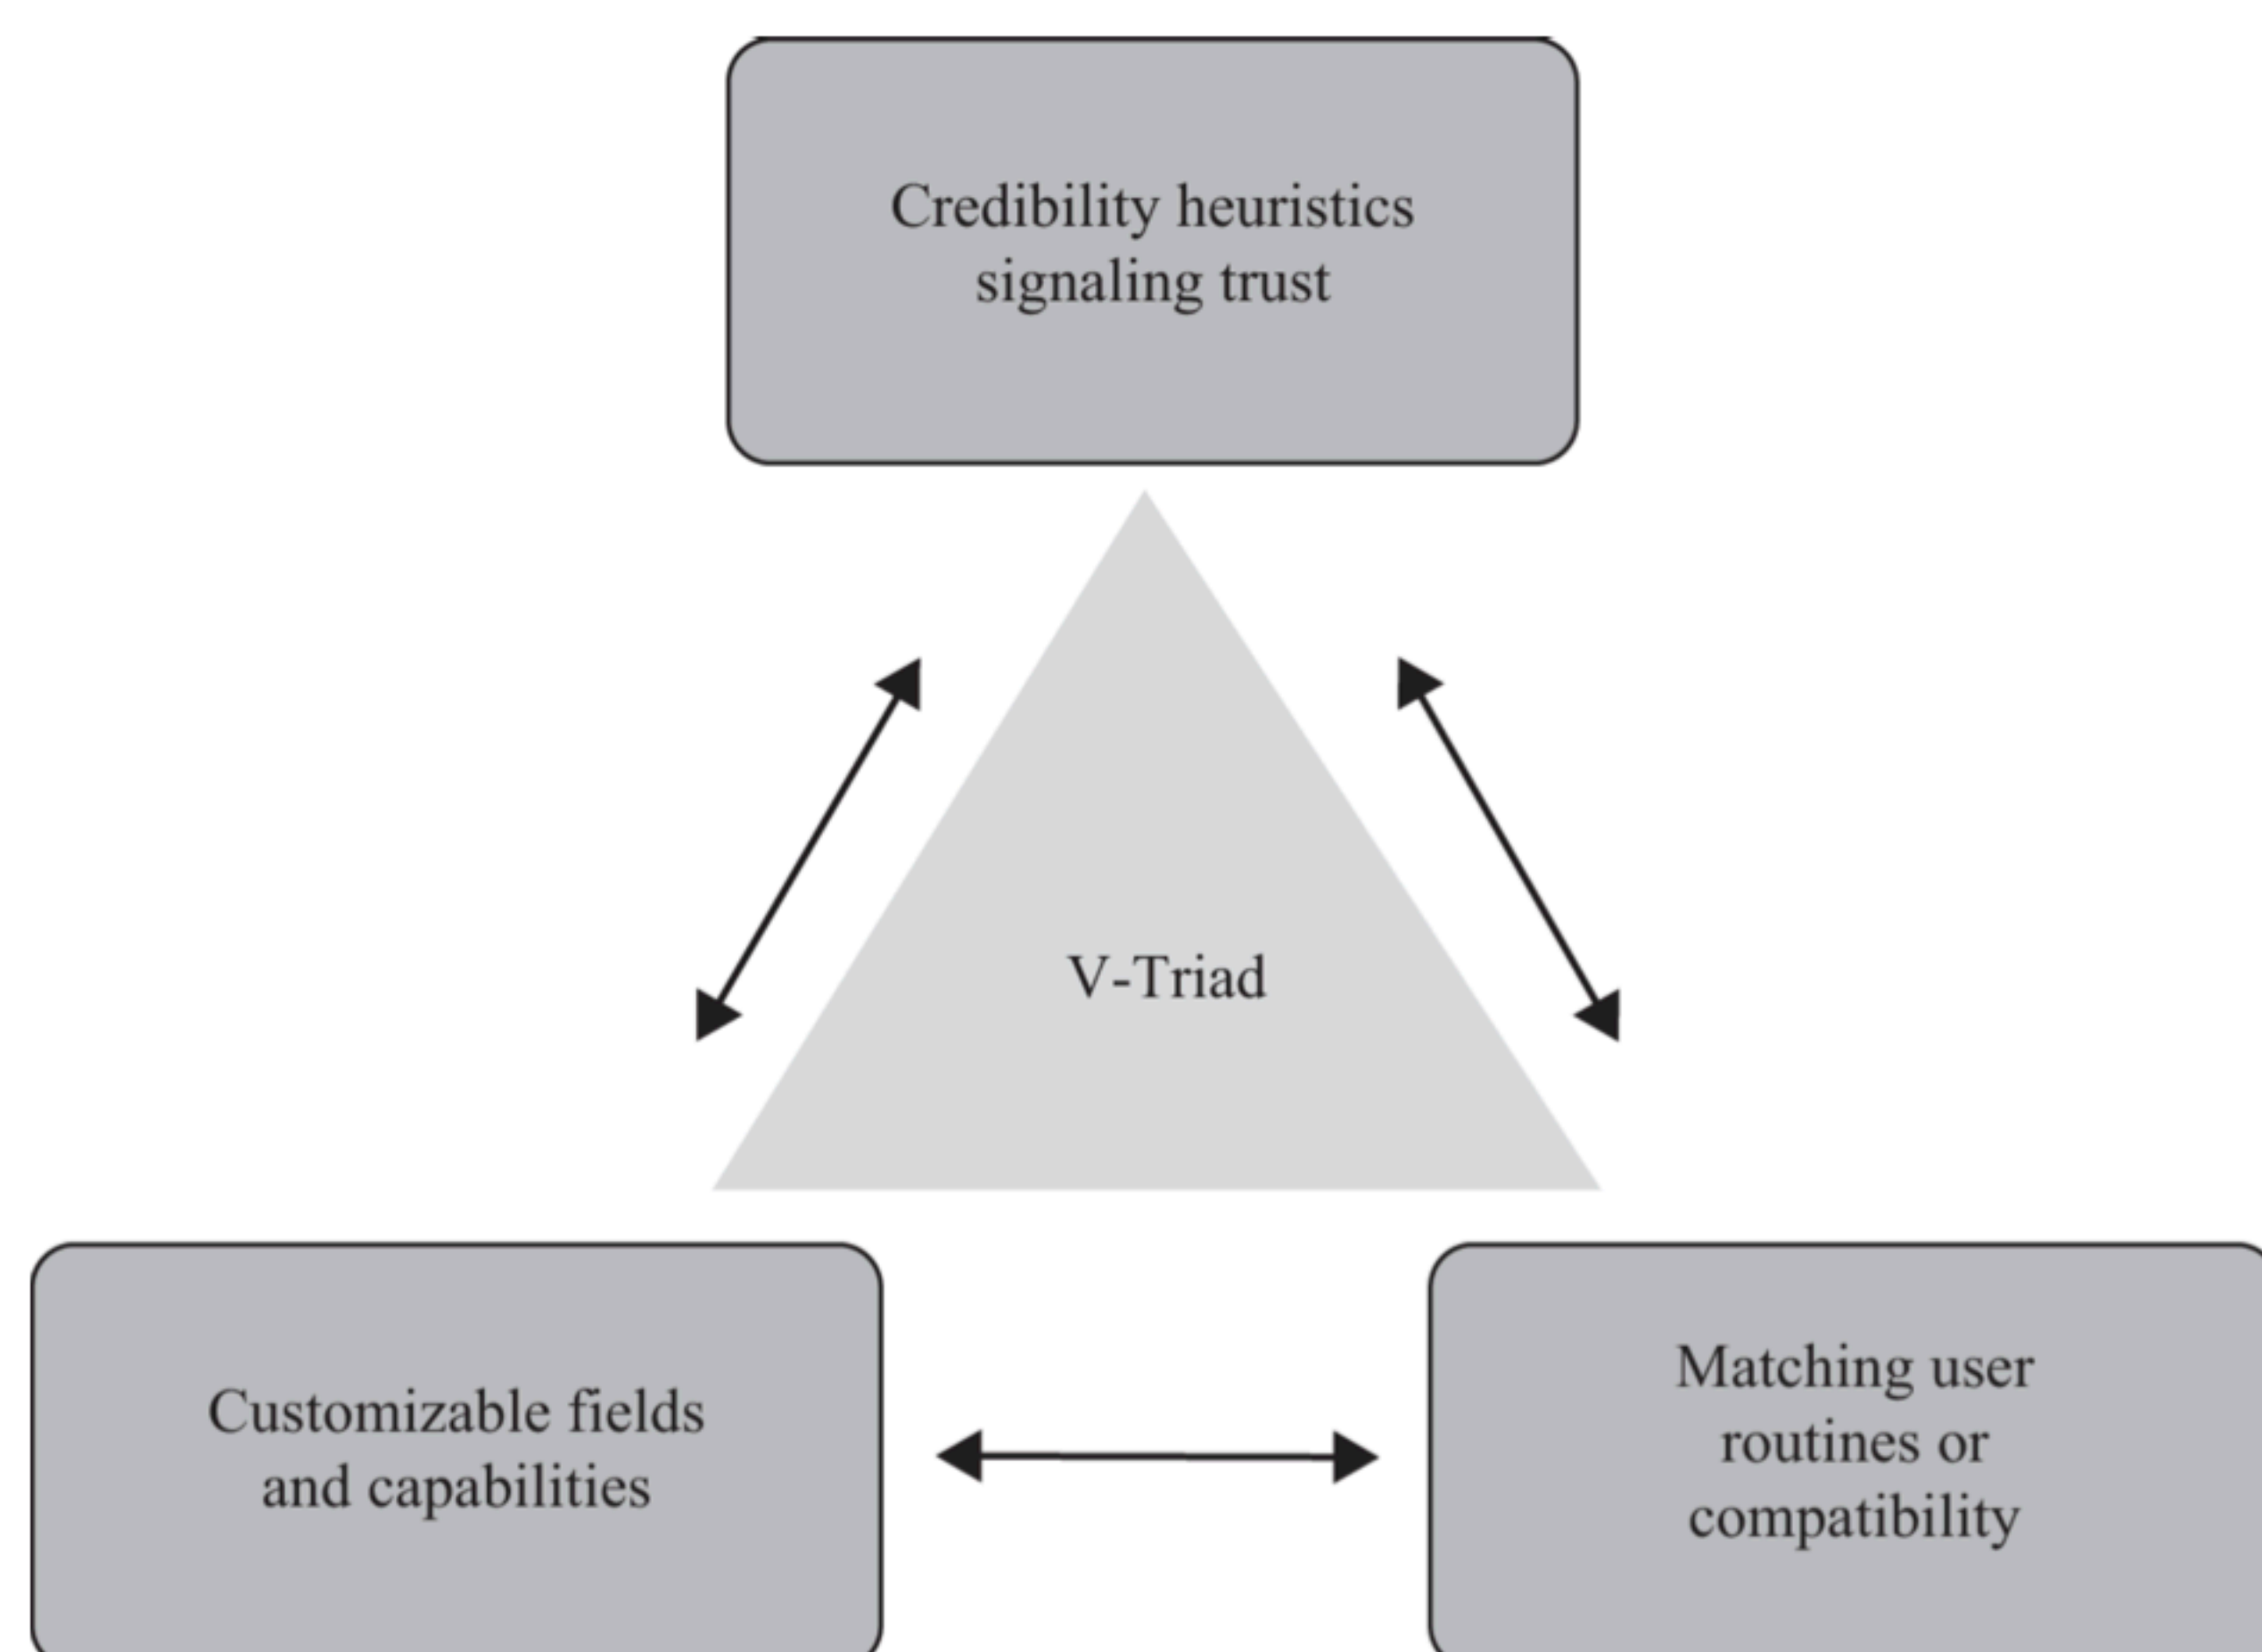 Credibility heuristics
signaling trust
V-Triad
Customizable fields
and capabilities
Matching user
routines or
compatibility